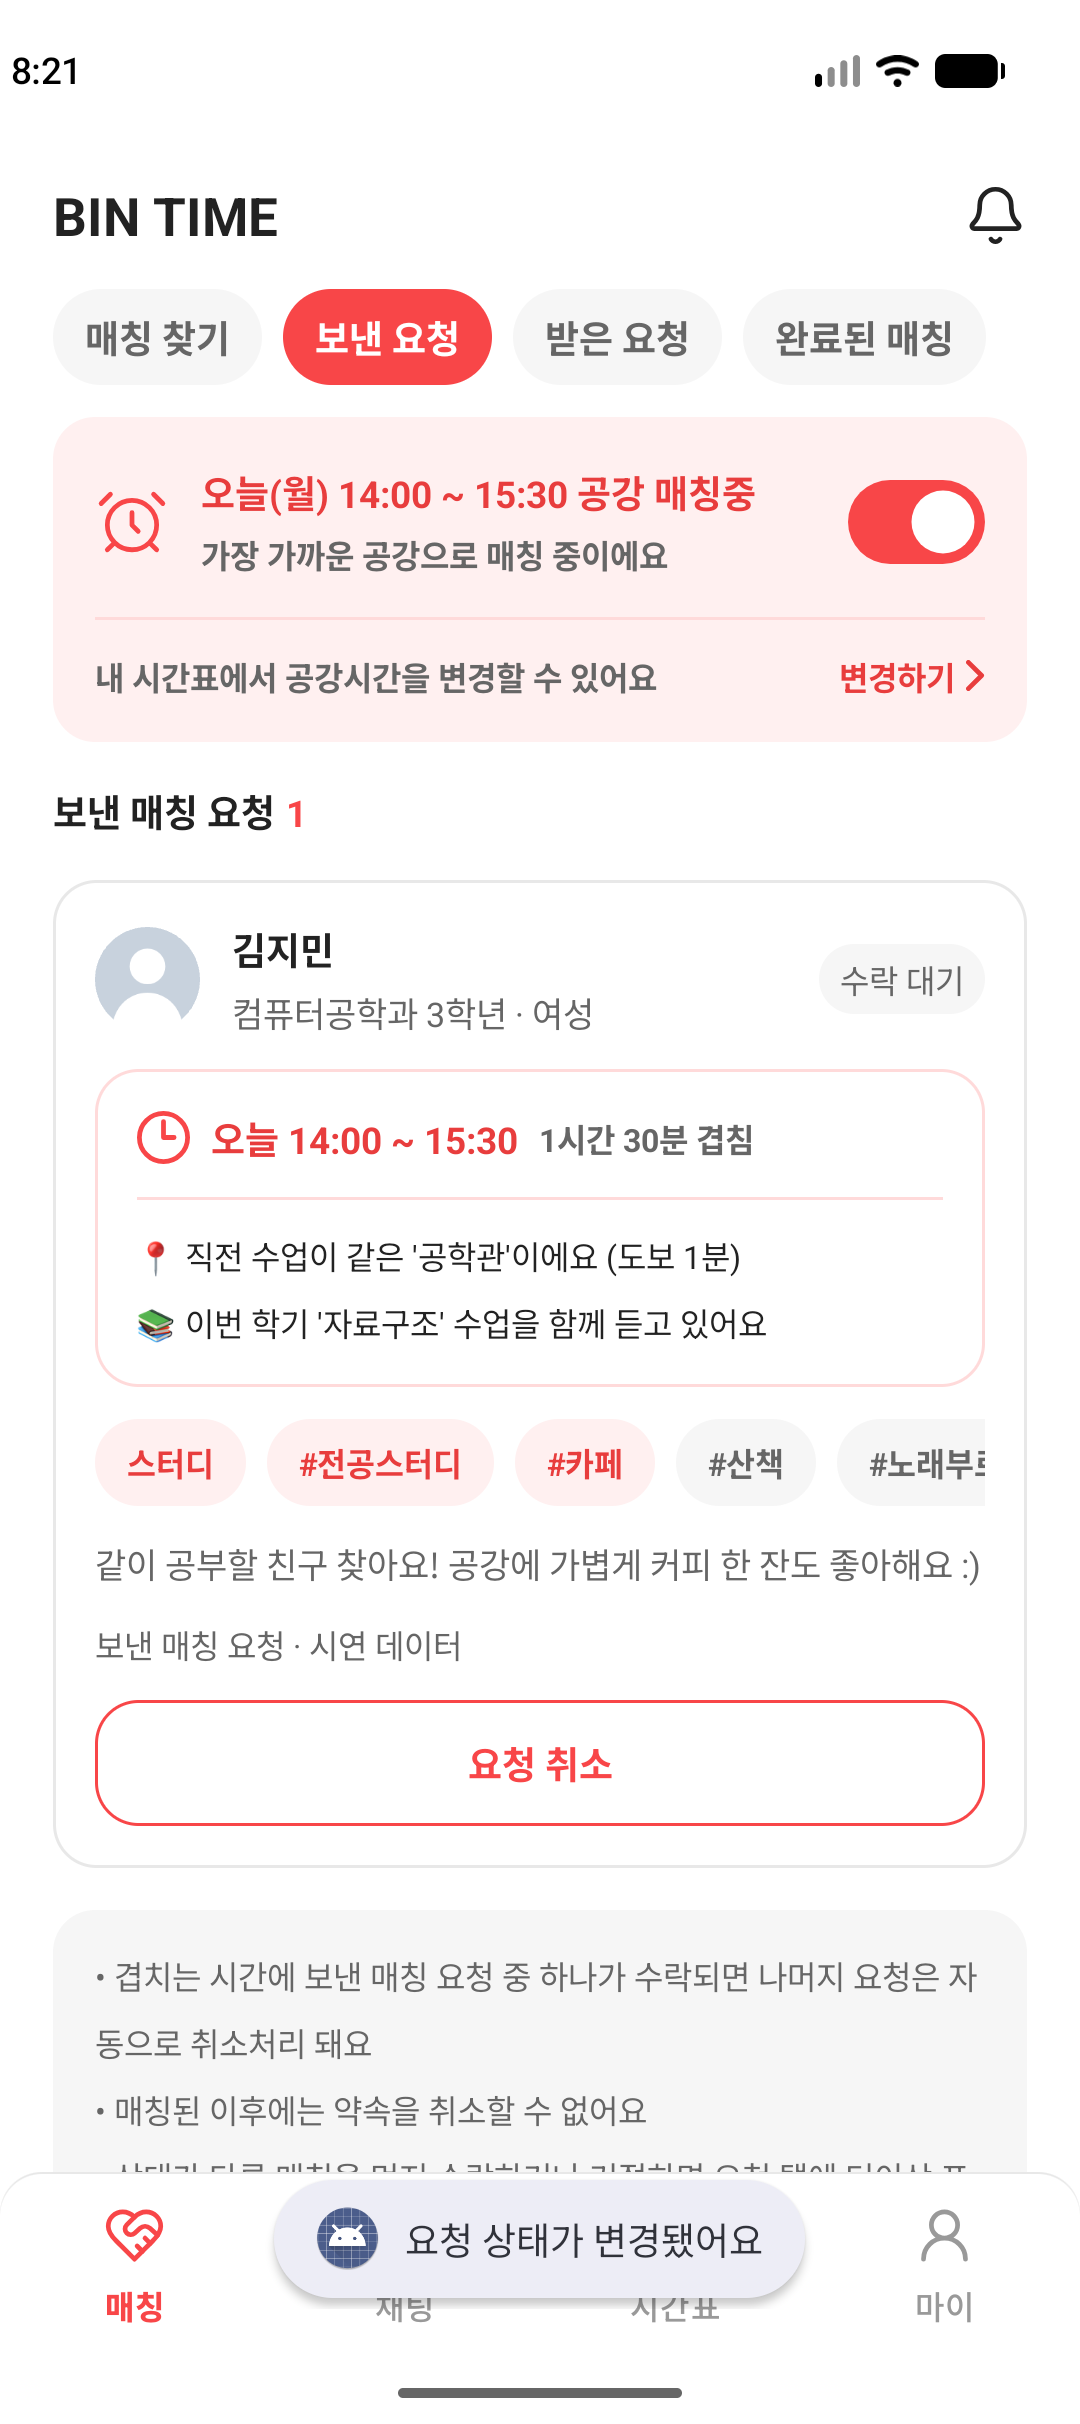 8:21
BIN TIME
매칭 찾기
보낸 요청
받은 요청
완료된 매칭
오늘(월) 14:00 ~ 15:30 공강 매칭중
가장 가까운 공강으로 매칭 중이에요
내 시간표에서 공강시간을 변경할 수 있어요
변경하기
보낸 매칭 요청 1
김지민
컴퓨터공학과 3학년 · 여성
수락 대기
오늘 14:00 ~ 15:30 1시간 30분 겹침
📍 직전 수업이 같은 '공학관'이에요 (도보 1분)
📚 이번 학기 '자료구조' 수업을 함께 듣고 있어요
스터디
#전공스터디
#카페
#산책
#노래부르
같이 공부할 친구 찾아요! 공강에 가볍게 커피 한 잔도 좋아해요 :)
보낸 매칭 요청 · 시연 데이터
요청 취소
• 겹치는 시간에 보낸 매칭 요청 중 하나가 수락되면 나머지 요청은 자
동으로 취소처리 돼요
• 매칭된 이후에는 약속을 취소할 수 없어요
요청 상태가 변경됐어요
매칭
채팅
시간표
마이